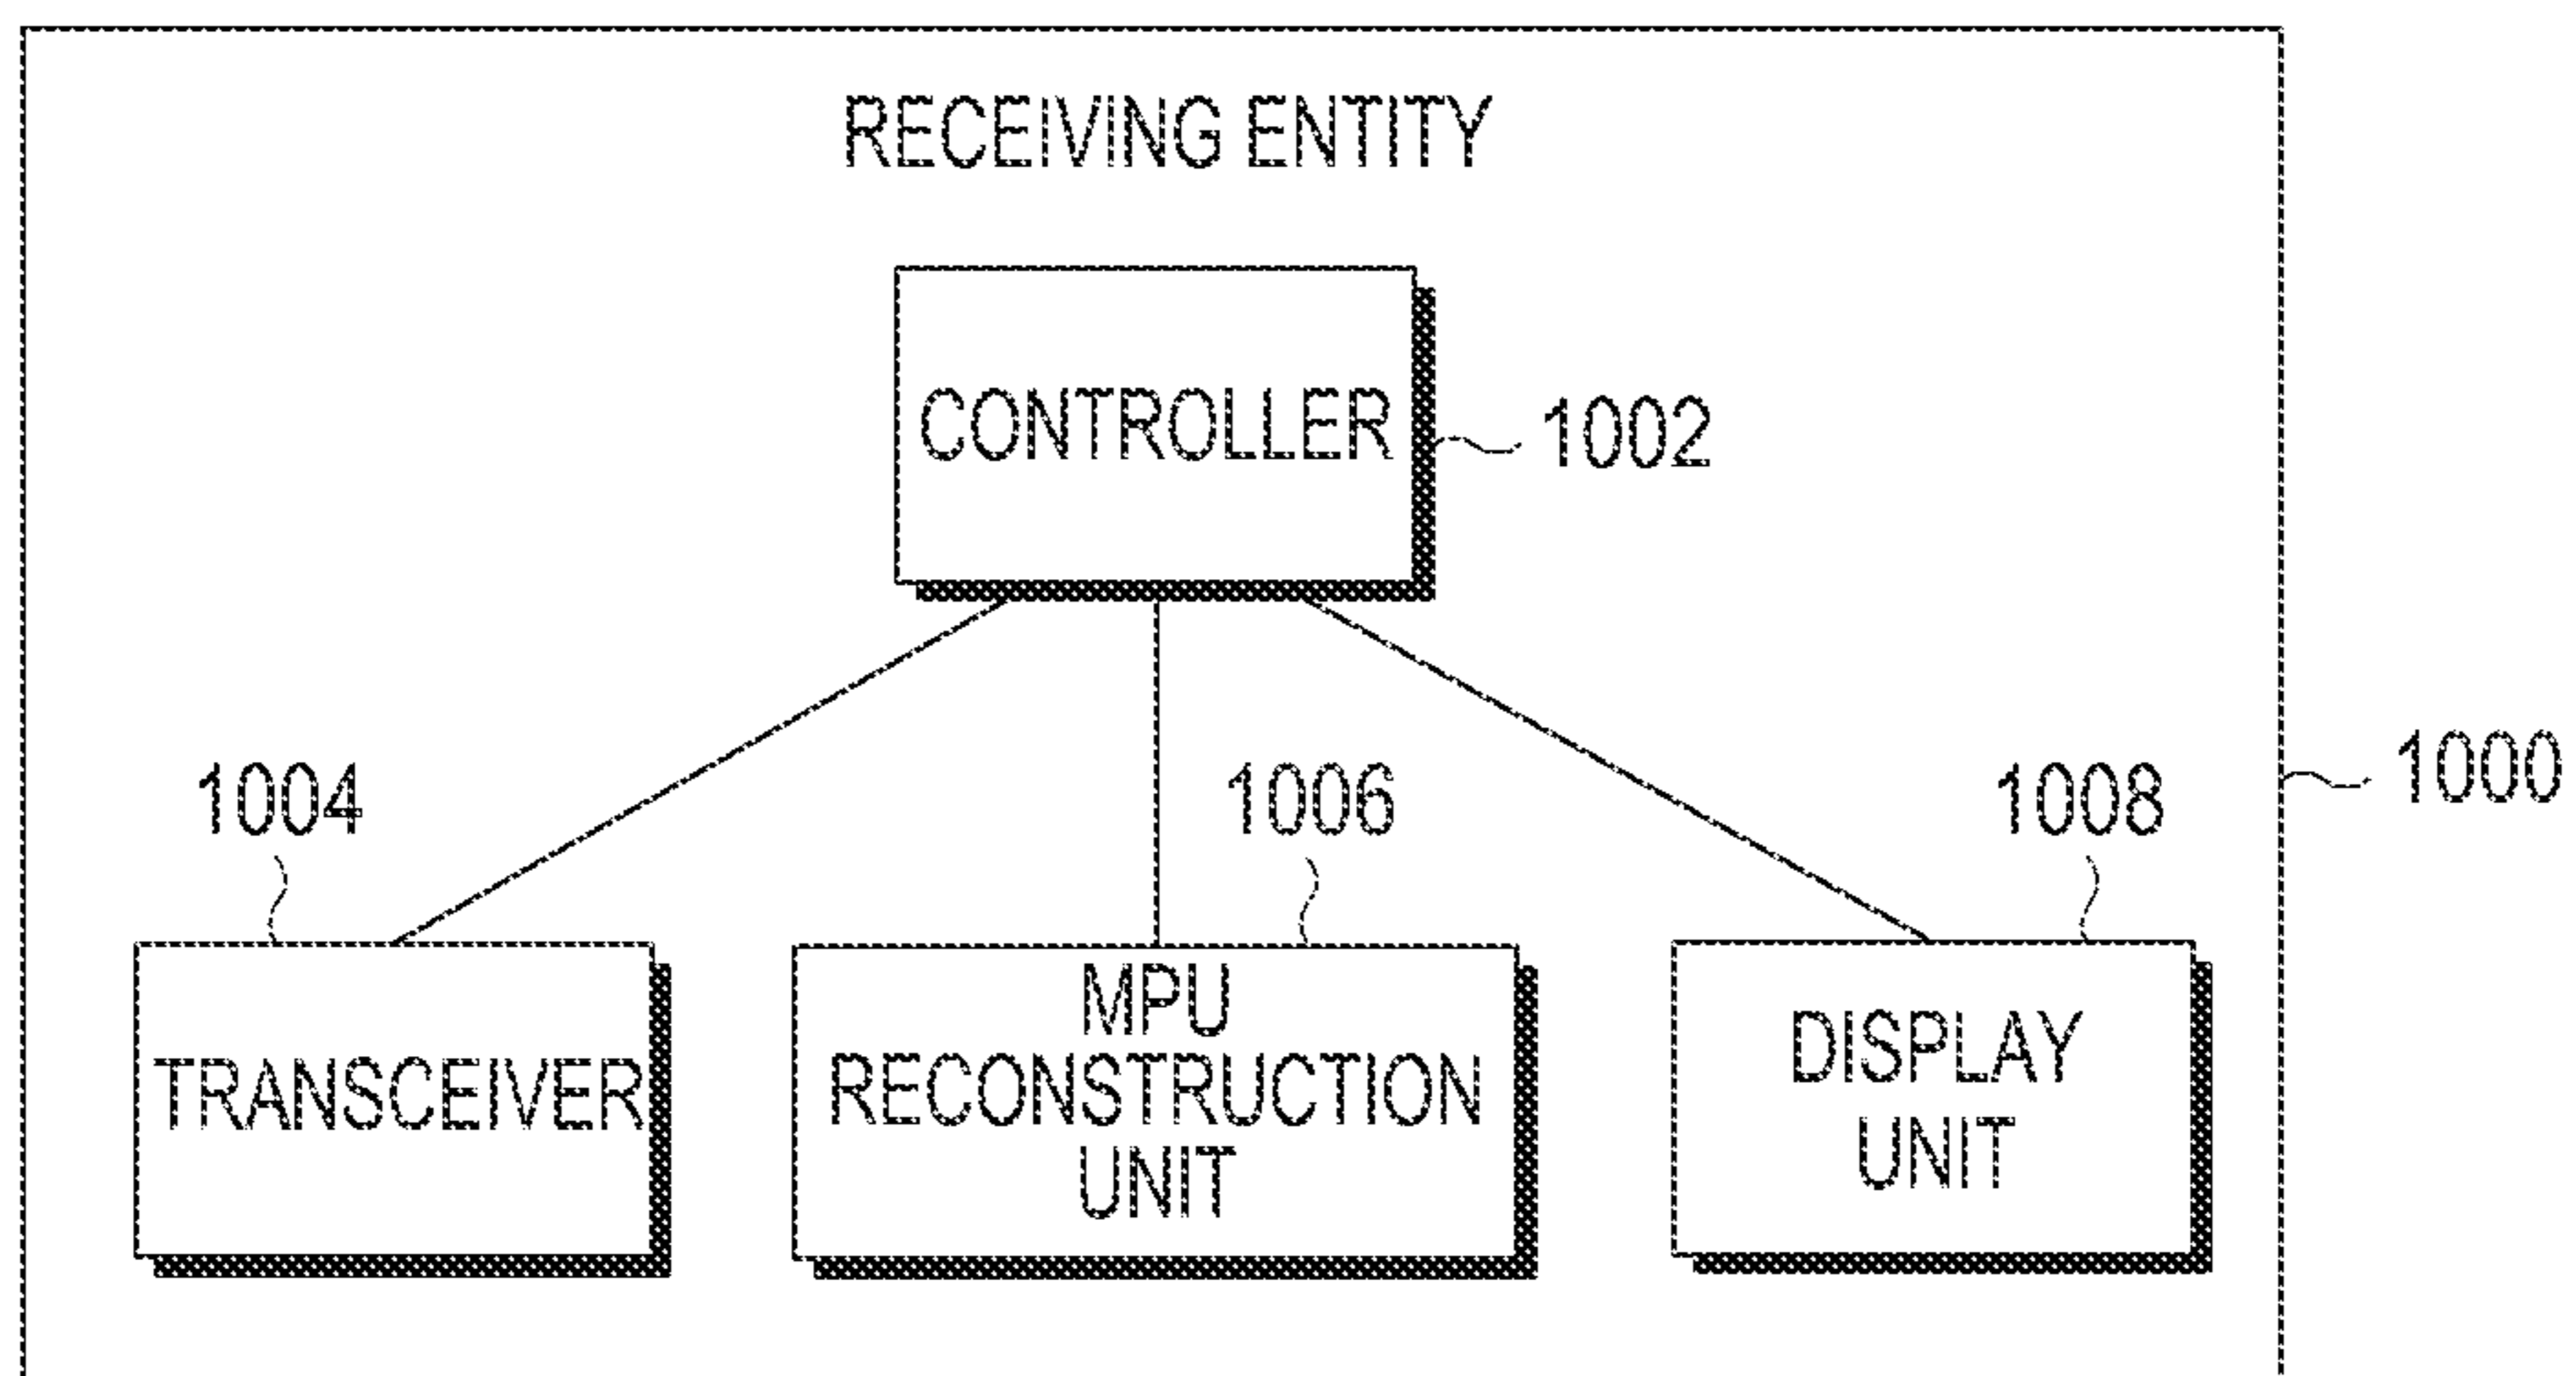 RECEIVING ENTITY
CONTROLLER
1002
1000
1004
1006
1008
TRANSCEIVER
MPU
RECONSTRUCTION
UNIT
DISPLAY
UNIT